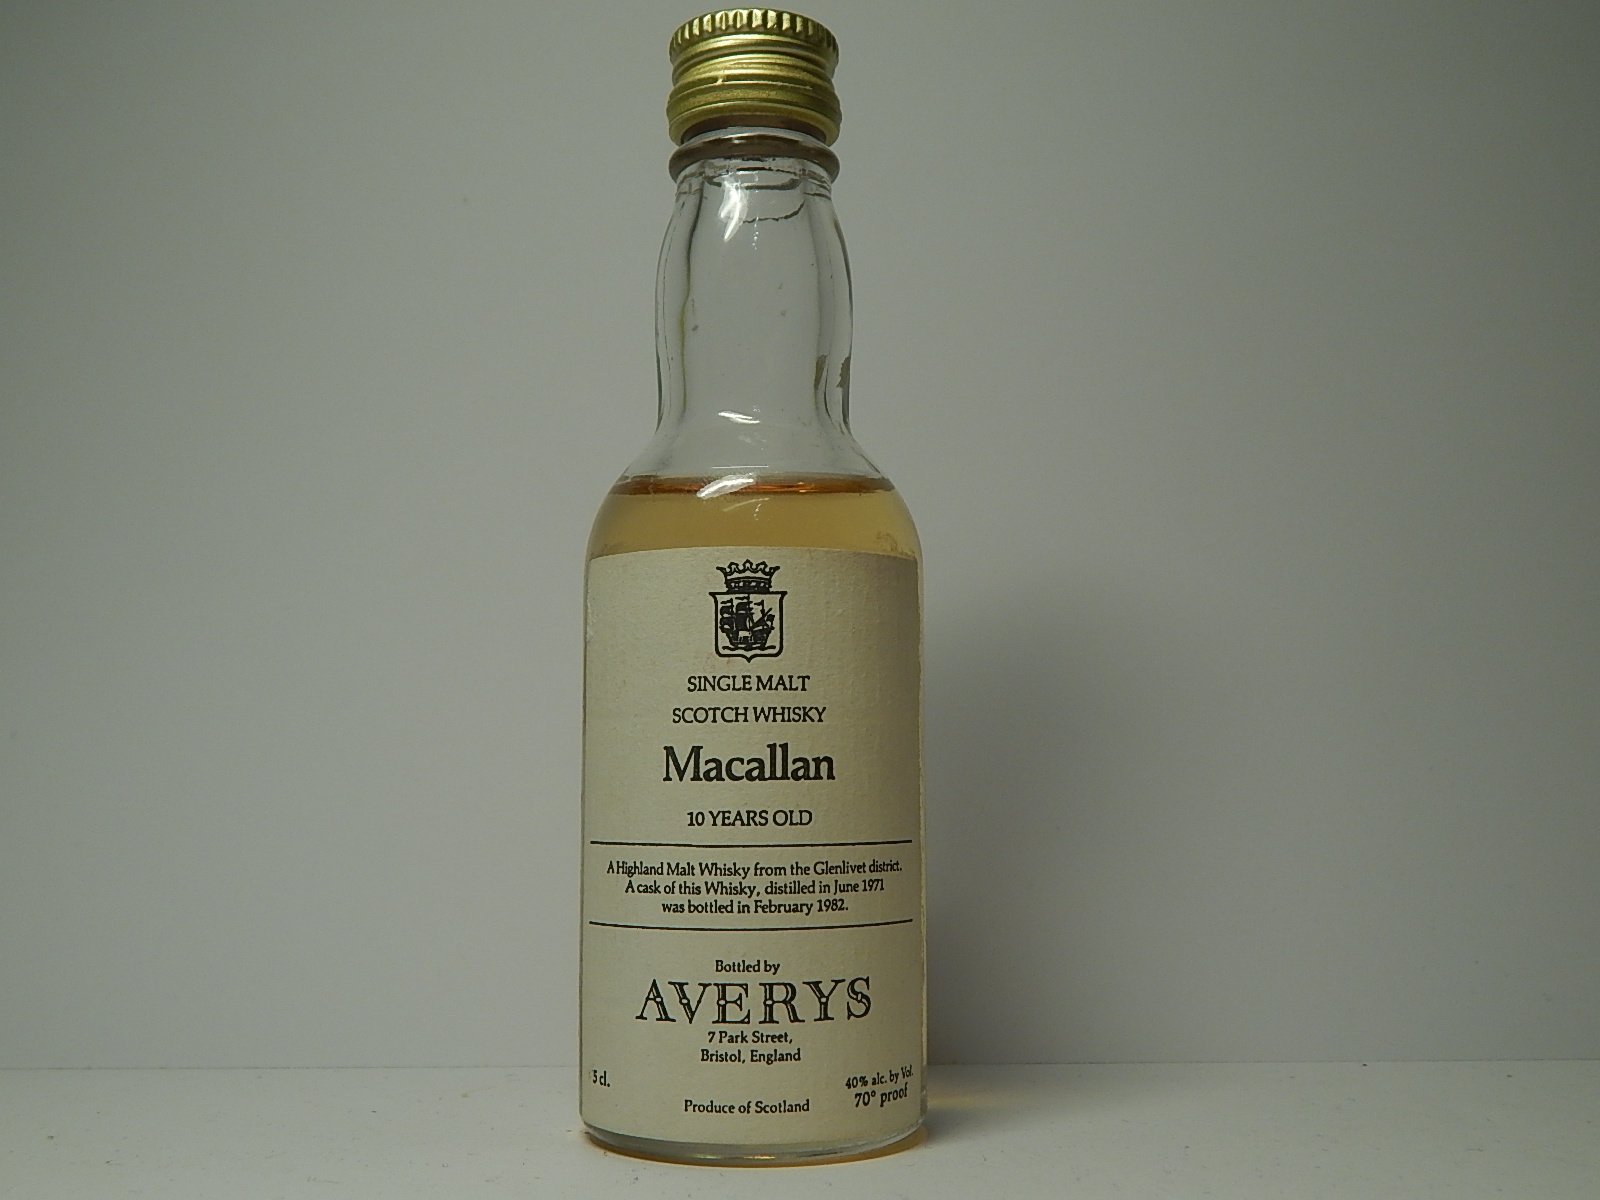 SINGLE MALT
SCOTCH WHISKY
Macallan
10 YEARS OLD
A Highland Malt Whisky from the Glenlivet district.
A cask of this Whisky, distilled in June 1971
was bottled in February 1982.
Bottled by
AVERYS
7 Park Street,
Bristol, England
5 cl.
40% alc. by Vol.
70° proof
Produce of Scotland